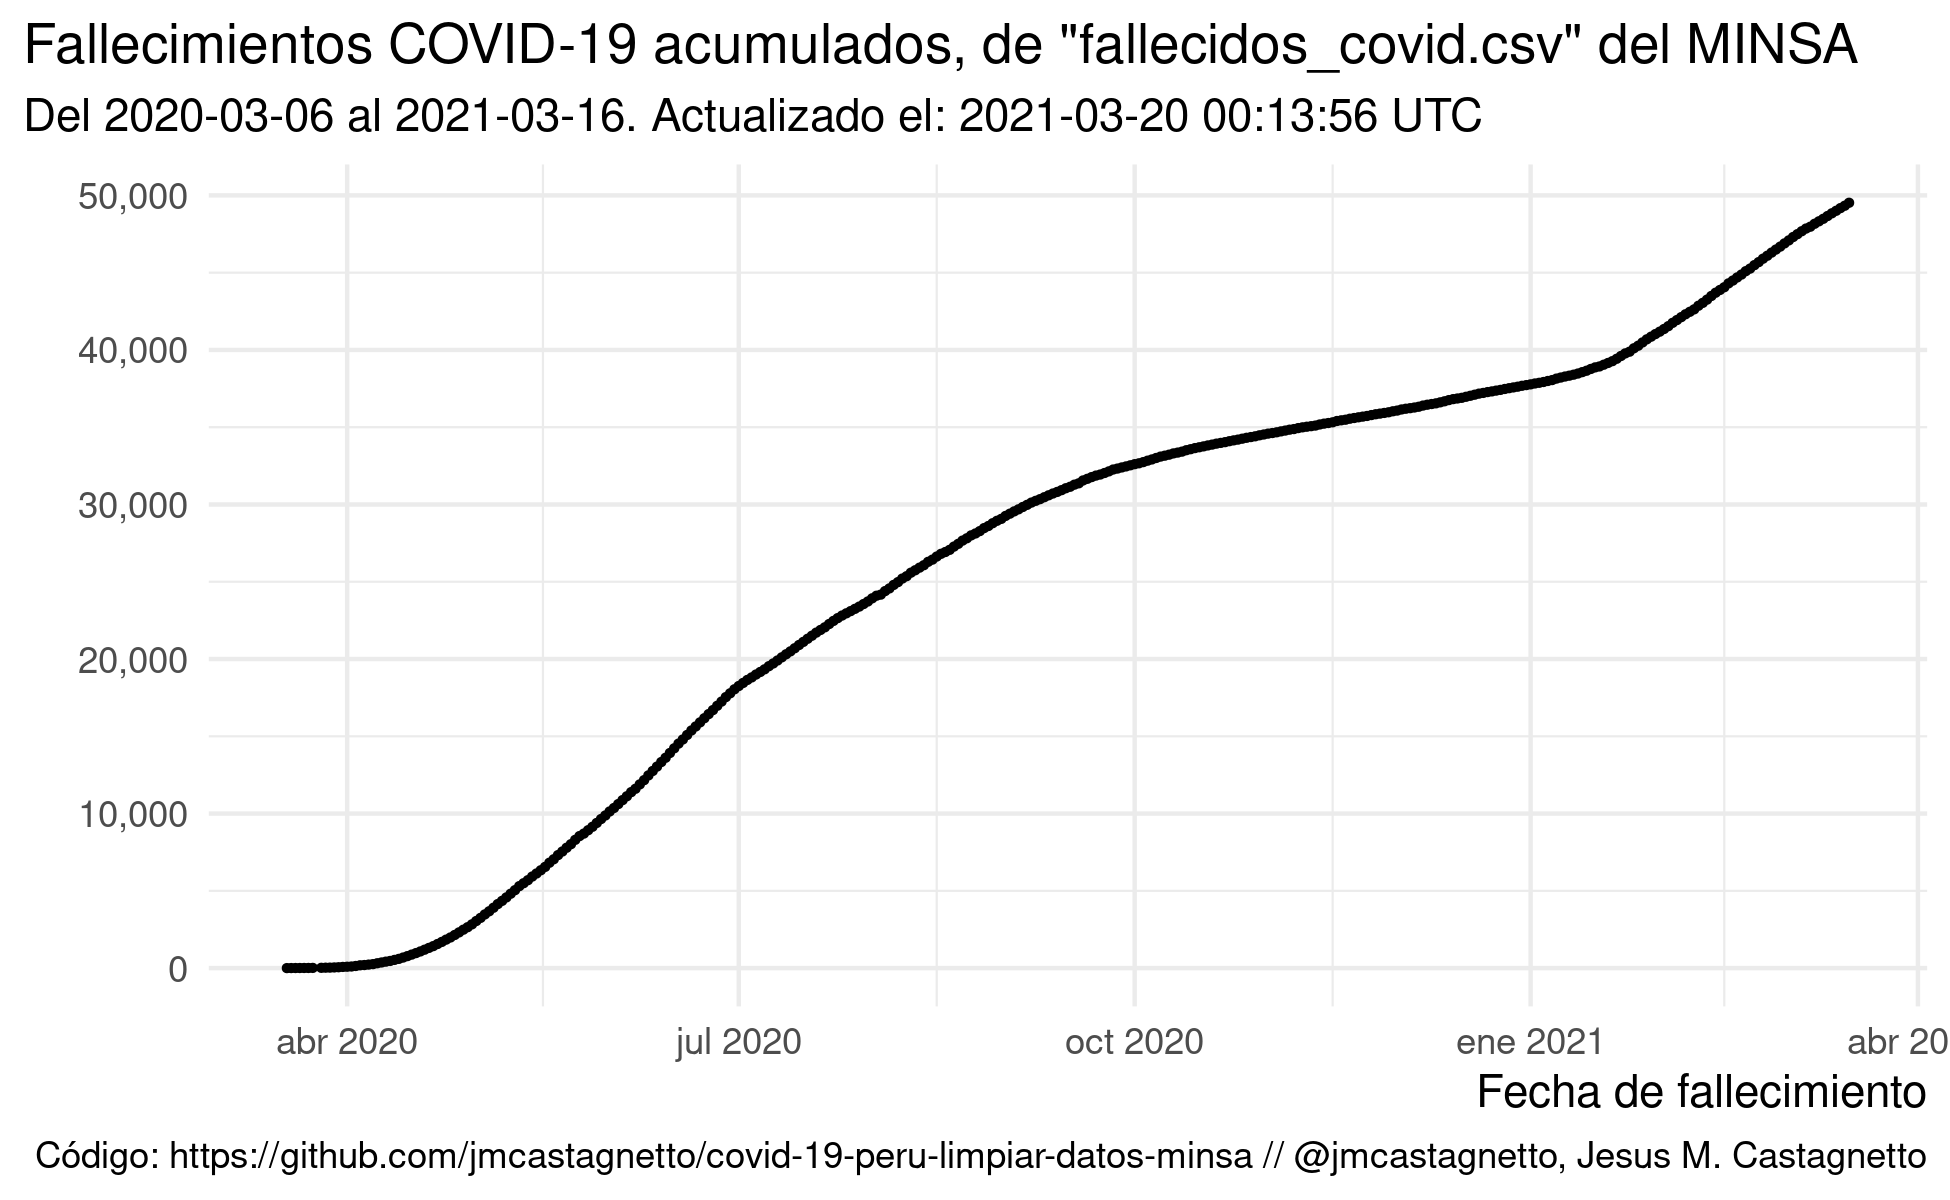 Fallecimientos COVID-19 acumulados, de "fallecidos_covid.csv" del MINSA
Del 2020-03-06 al 2021-03-16. Actualizado el: 2021-03-20 00:13:56 UTC
50,000
40,000
30,000
20,000
10,000
0
abr 2020 jul 2020 oct 2020 ene 2021 abr 20
Fecha de fallecimiento
Código: https://github.com/jmcastagnetto/covid-19-peru-limpiar-datos-minsa // @jmcastagnetto, Jesus M. Castagnetto